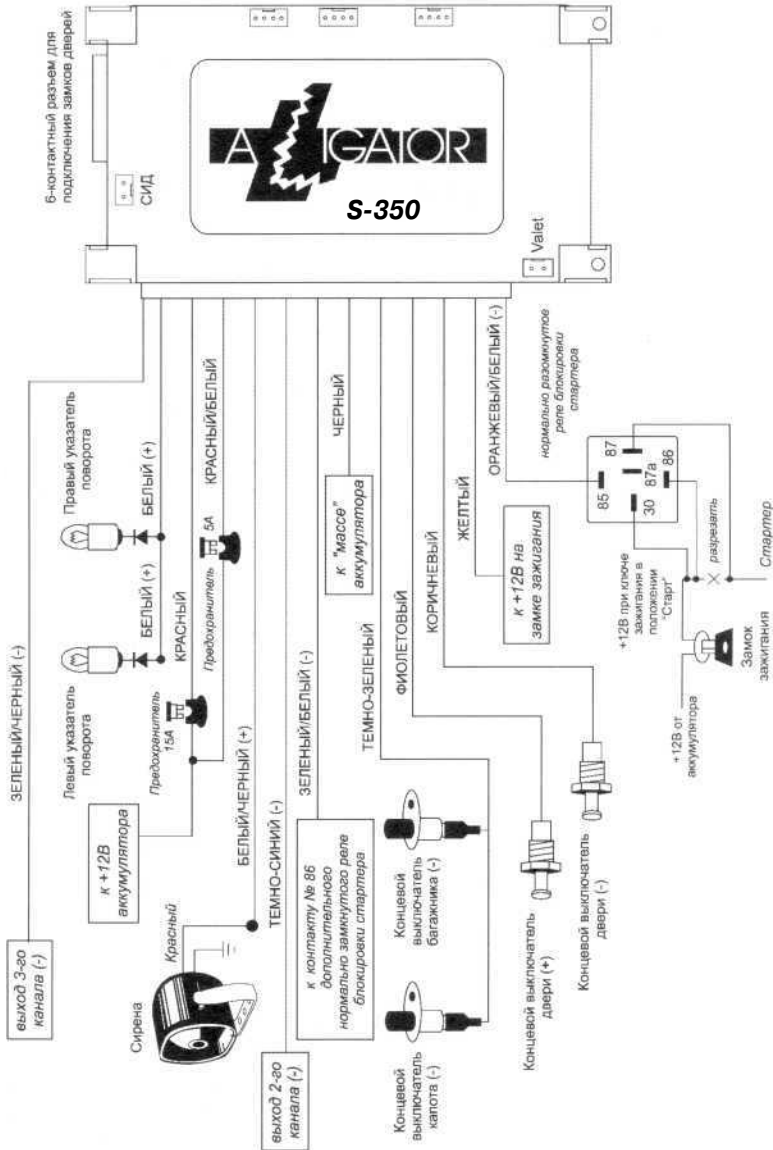 6-контактный разъем для
подключения замков дверей
СИД
ALLIGATOR
S-350
Valet
ЗЕЛЕНЫЙ/ЧЕРНЫЙ (-)
выход 3-го
канала (-)
Правый указатель
поворота
БЕЛЫЙ (+)
Левый указатель
поворота
БЕЛЫЙ (+)
КРАСНЫЙ
Предохранитель
15А
КРАСНЫЙ/БЕЛЫЙ
Предохранитель 5А
к +12В
аккумулятора
БЕЛЫЙ/ЧЕРНЫЙ (+)
Красный
Сирена
ТЕМНО-СИНИЙ (-)
выход 2-го
канала (-)
ЗЕЛЕНЫЙ/БЕЛЫЙ (-)
к контакту № 86
дополнительного
нормально замкнутого реле
блокировки стартера
ЧЕРНЫЙ
к "массе"
аккумулятора
ТЕМНО-ЗЕЛЕНЫЙ
Концевой
выключатель
багажника (-)
Концевой
выключатель
капота (-)
ФИОЛЕТОВЫЙ
Концевой выключатель
двери (+)
КОРИЧНЕВЫЙ
Концевой выключатель
двери (-)
ЖЕЛТЫЙ
к +12В на
замке зажигания
ОРАНЖЕВЫЙ/БЕЛЫЙ (-)
нормально разомкнутое
реле блокировки
стартера
85
87
87а
30
86
+12В при ключе
зажигания в
положении
"Старт"
разрезать
Стартер
Замок
зажигания
+12В от
аккумулятора